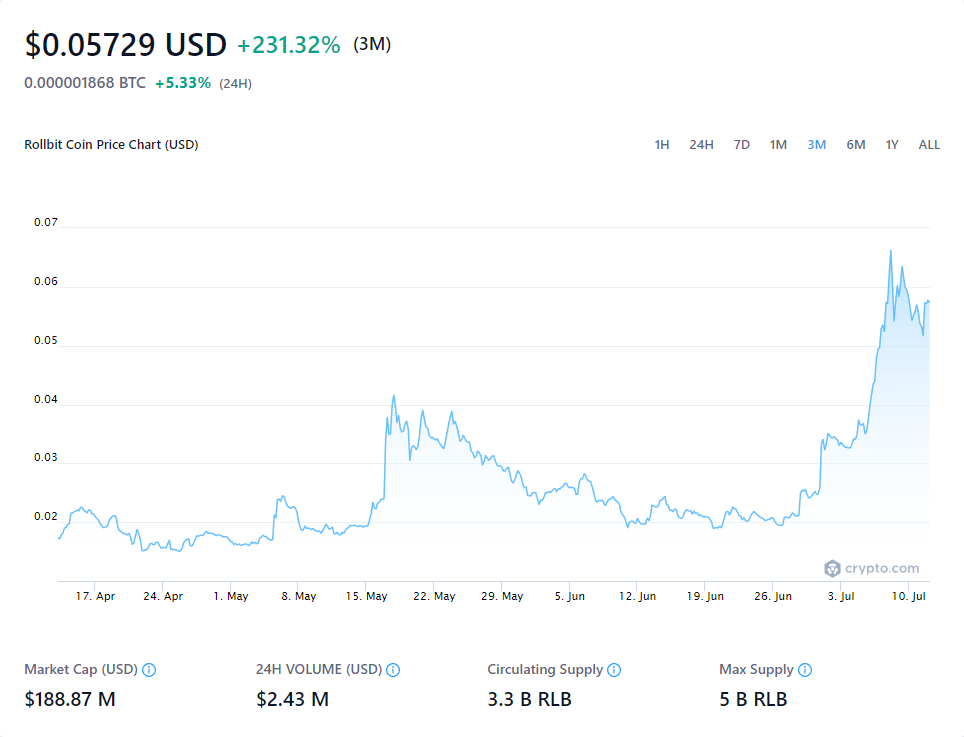 $0.05729 USD +231.32% (3M)
0.000001868 BTC +5.33% (24H)
Rollbit Coin Price Chart (USD) 1H 24H 7D 1M 3M 6M 1Y ALL
0.07
0.06
0.05
0.04
0.03
0.02
crypto.com
17. Apr 24. Apr 1. May 8. May 15. May 22. May 29. May 5. Jun 12. Jun 19. Jun 26. Jun 3. Jul 10. Jul
Market Cap (USD) 24H VOLUME (USD) Circulating Supply Max Supply
$188.87 M $2.43 M 3.3 B RLB 5 B RLB